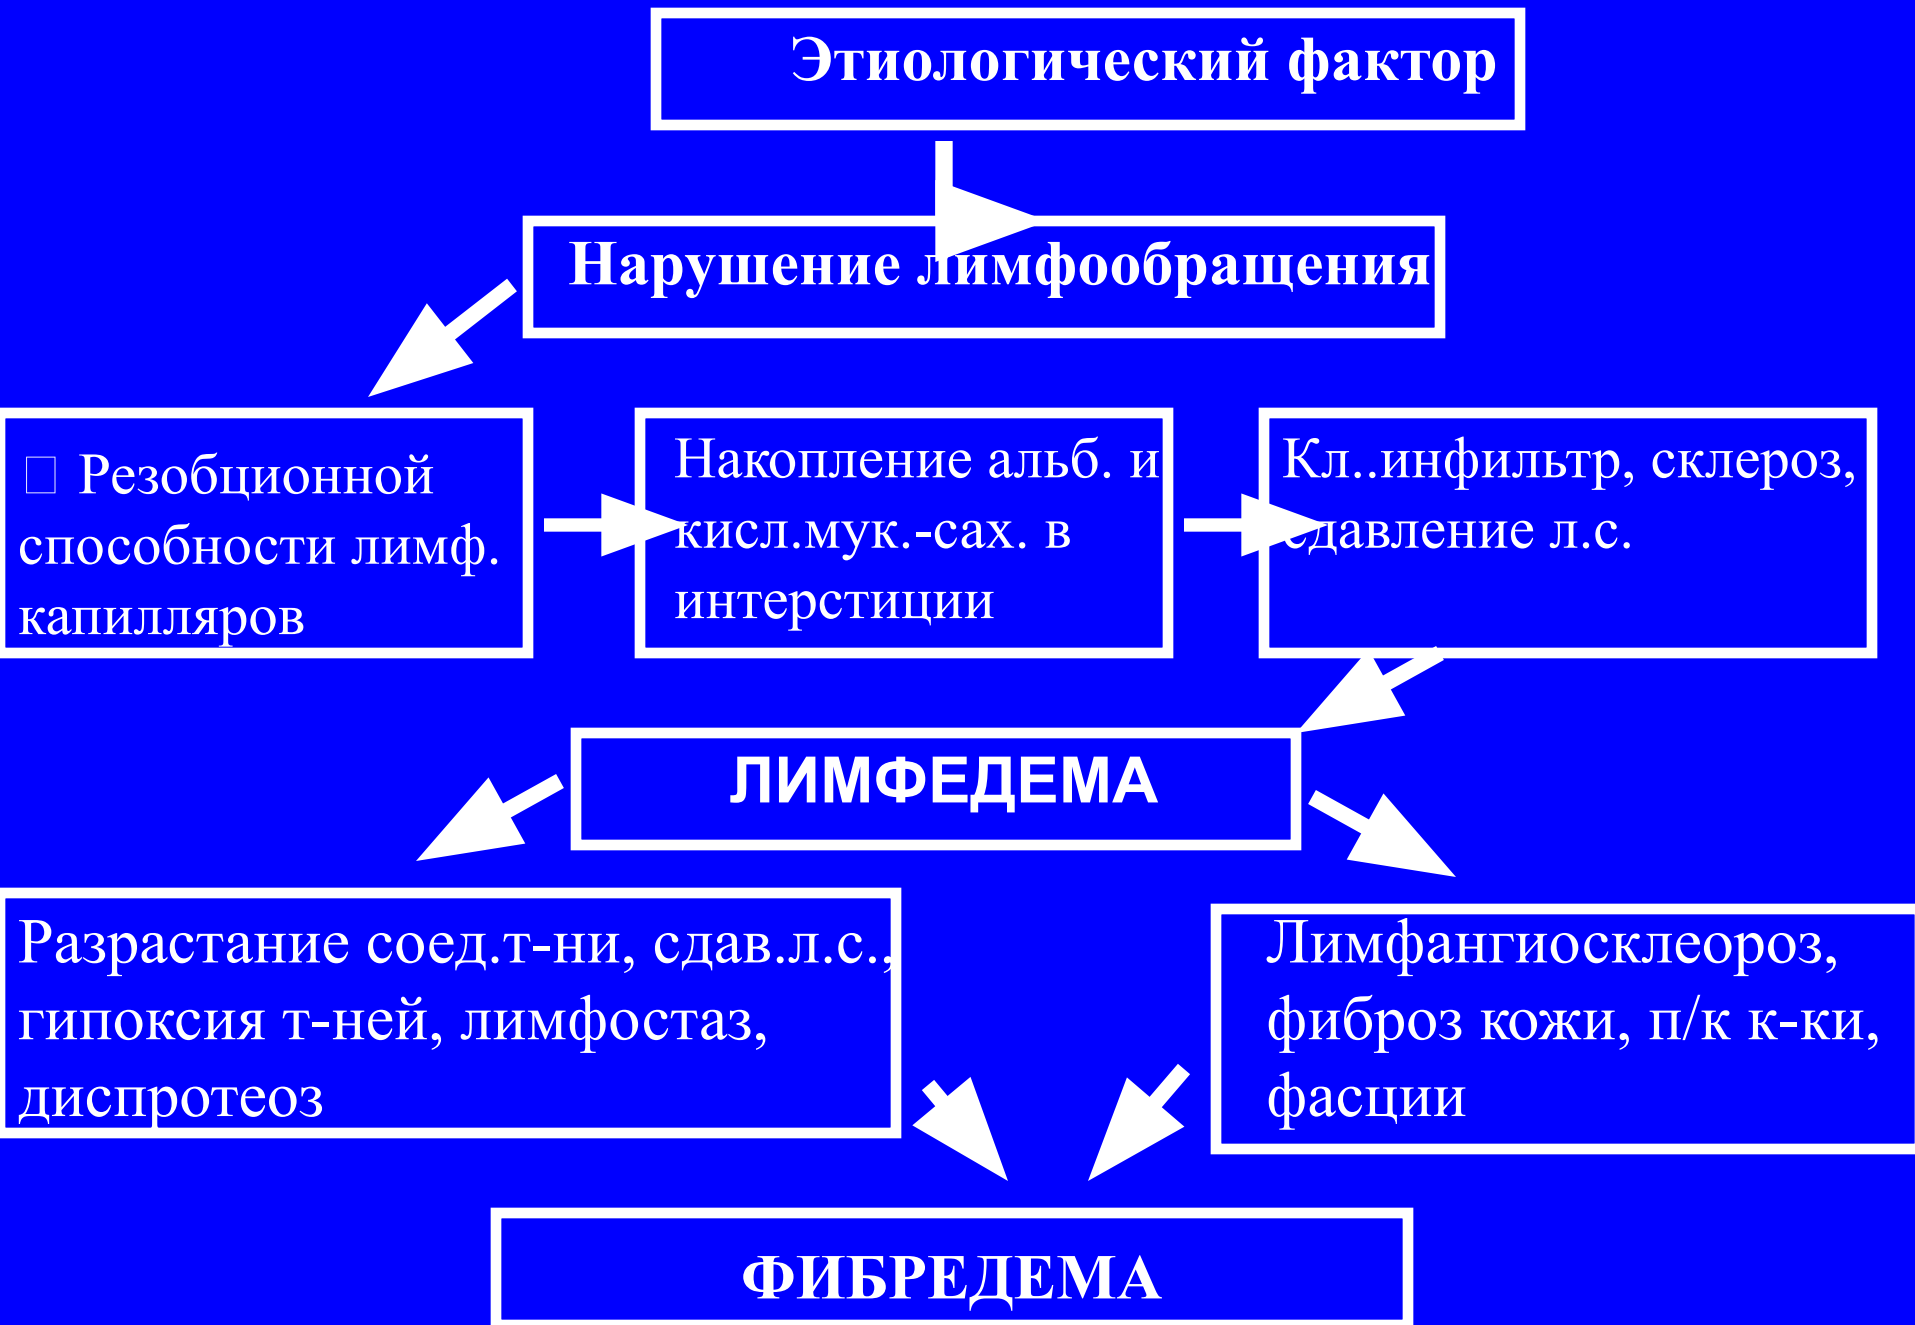 Этиологический фактор
Нарушение лимфообращения
□ Резобционной
способности лимф.
капилляров
Накопление альб. и
кисл.мук.-сах. в
интерстиции
Кл..инфильтр, склероз,
сдавление л.с.
ЛИМФЕДЕМА
Разрастание соед.т-ни, сдав.л.с.,
гипоксия т-ней, лимфостаз,
диспротеоз
Лимфангиосклеороз,
фиброз кожи, п/к к-ки,
фасции
ФИБРЕДЕМА